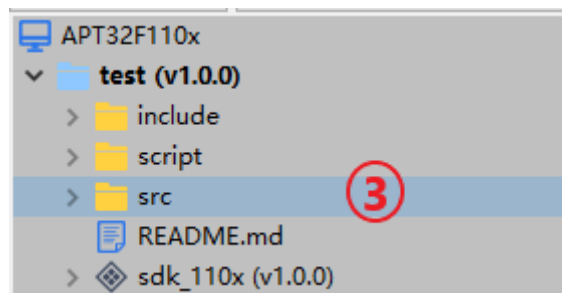 APT32F110x
test (v1.0.0)
include
script
src ③
README.md
sdk_110x (v1.0.0)